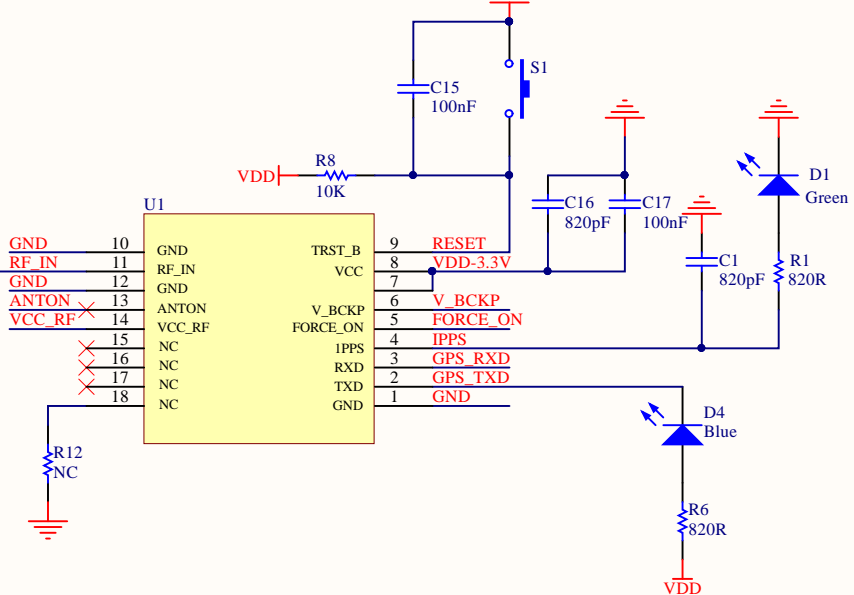 S1
C15
100nF
R8
VDD
10K
D1
Green
C16
820pF
C17
100nF
U1
GND 10 GND TRST_B 9 RESET
RF_IN 11 RF_IN VCC 8 VDD-3.3V
GND 12 GND 7
ANTON 13 ANTON V_BCKP 6 V_BCKP
VCC_RF 14 VCC_RF FORCE_ON 5 FORCE_ON
15 NC 1PPS 4 IPPS
16 NC RXD 3 GPS_RXD
17 NC TXD 2 GPS_TXD
18 NC GND 1 GND
C1
820pF
R1
820R
D4
Blue
R12
NC
R6
820R
VDD